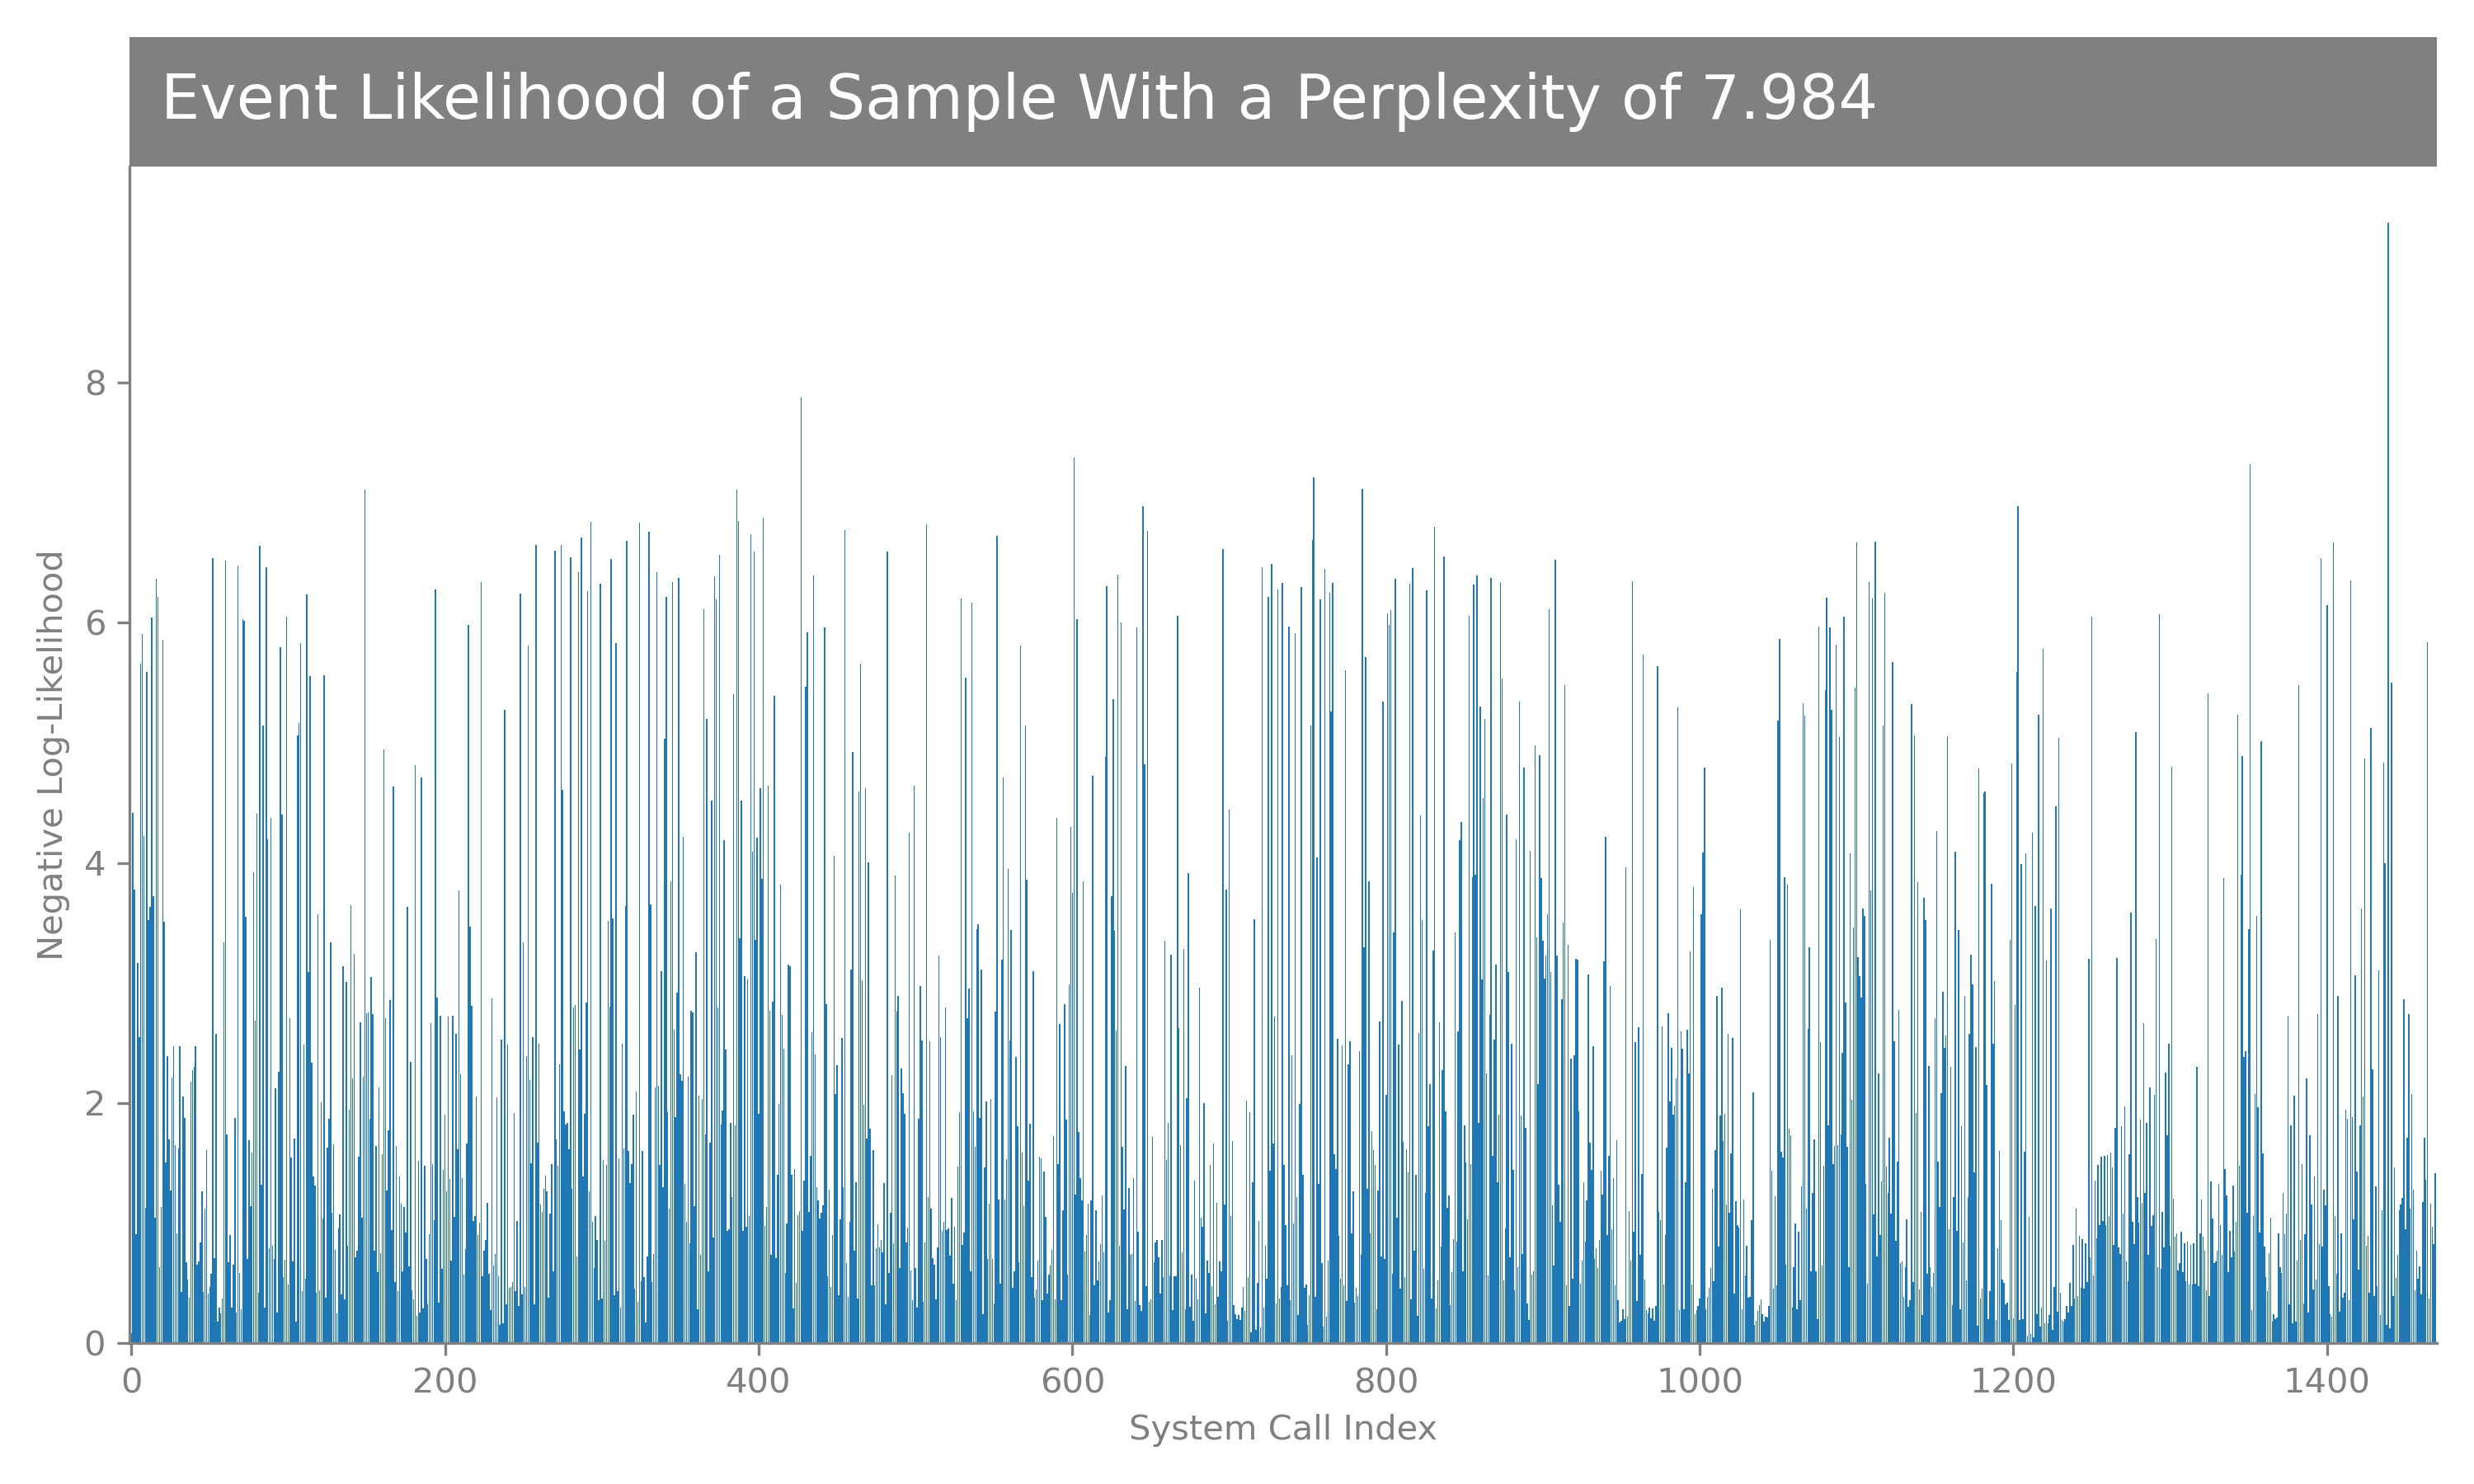 Event Likelihood of a Sample With a Perplexity of 7.984
Negative Log-Likelihood
8
6
4
2
0
0 200 400 600 800 1000 1200 1400
System Call Index